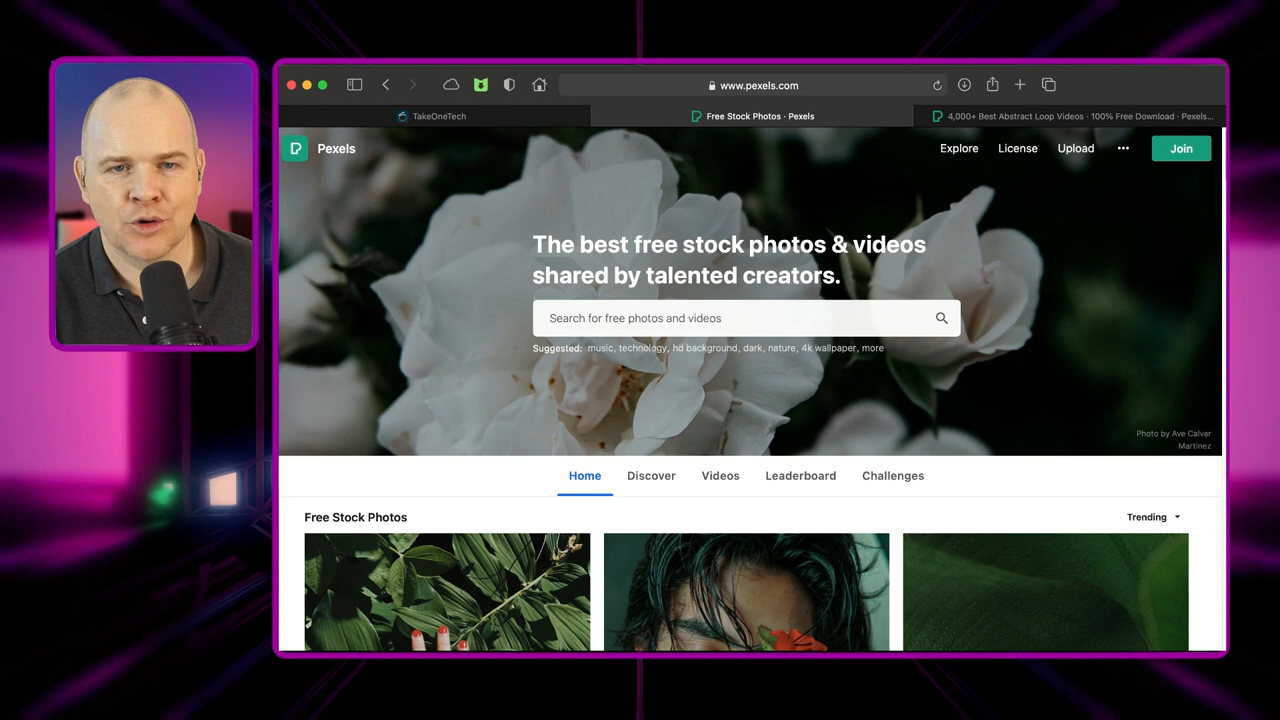 www.pexels.com
TakeOneTech
Free Stock Photos · Pexels
4,000+ Best Abstract Loop Videos · 100% Free Download · Pexels...
Pexels
Explore
License
Upload
Join
The best free stock photos & videos
shared by talented creators.
Search for free photos and videos
Suggested: music, technology, hd background, dark, nature, 4k wallpaper, more
Photo by Ave Calvar
Martinez
Home
Discover
Videos
Leaderboard
Challenges
Free Stock Photos
Trending